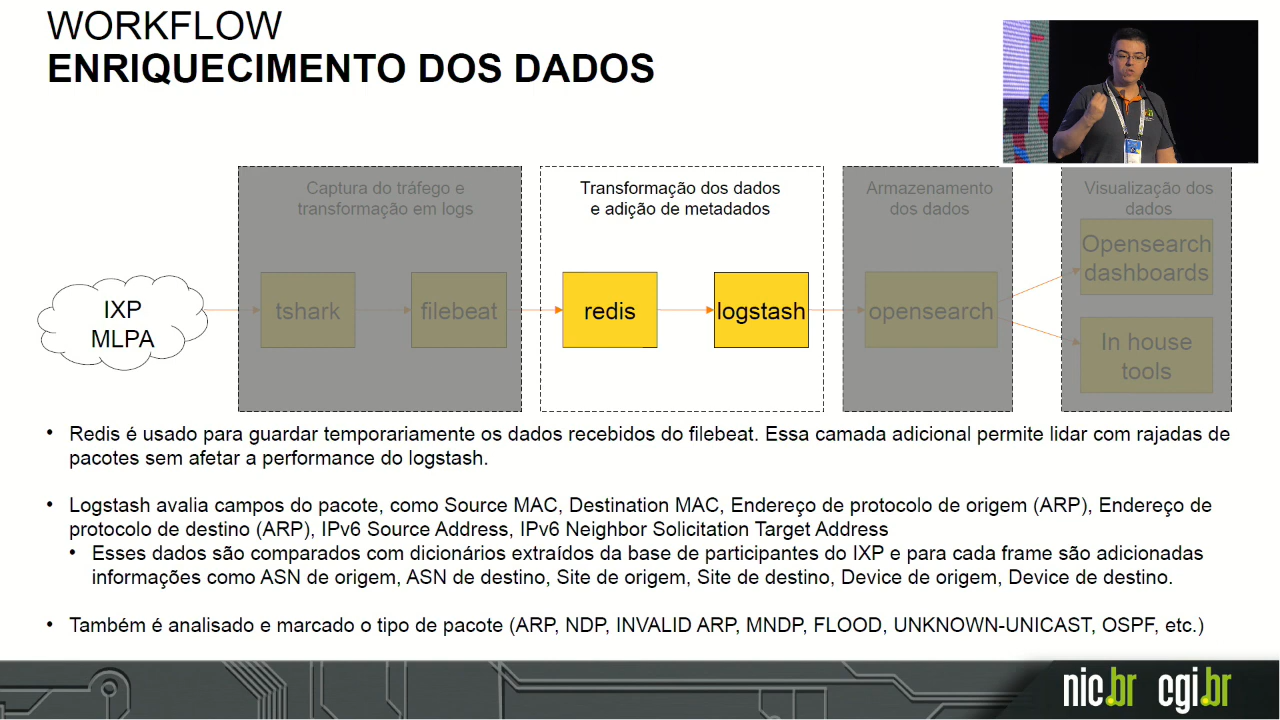 WORKFLOW
ENRIQUECIMENTO DOS DADOS
Captura do tráfego e
transformação em logs
Transformação dos dados
e adição de metadados
Armazenamento
dos dados
Visualização dos
dados
IXP
MLPA
tshark
filebeat
redis
logstash
opensearch
Opensearch
dashboards
In house
tools
• Redis é usado para guardar temporariamente os dados recebidos do filebeat. Essa camada adicional permite lidar com rajadas de
pacotes sem afetar a performance do logstash.
• Logstash avalia campos do pacote, como Source MAC, Destination MAC, Endereço de protocolo de origem (ARP), Endereço de
protocolo de destino (ARP), IPv6 Source Address, IPv6 Neighbor Solicitation Target Address
• Esses dados são comparados com dicionários extraídos da base de participantes do IXP e para cada frame são adicionadas
informações como ASN de origem, ASN de destino, Site de origem, Site de destino, Device de origem, Device de destino.
• Também é analisado e marcado o tipo de pacote (ARP, NDP, INVALID ARP, MNDP, FLOOD, UNKNOWN-UNICAST, OSPF, etc.)
nic.br cgi.br